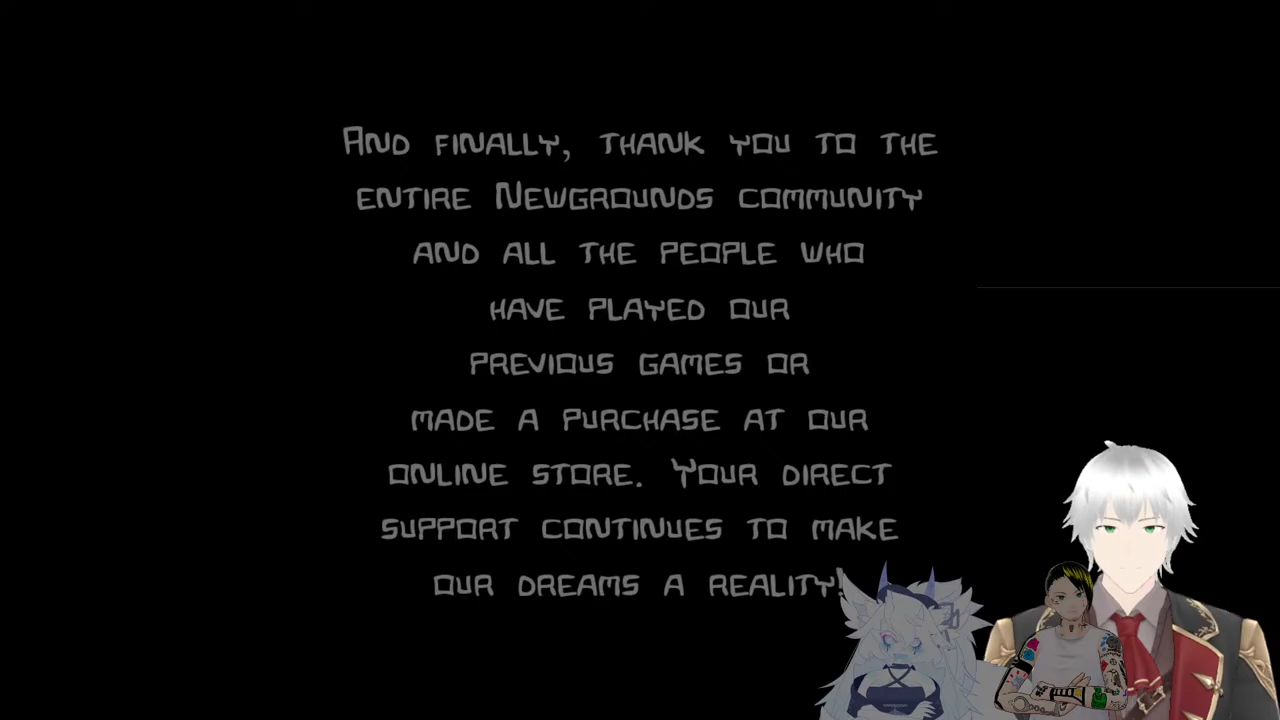 And finally, thank you to the
entire Newgrounds community
and all the people who
have played our
previous games or
made a purchase at our
online store. Your direct
support continues to make
our dreams a reality!